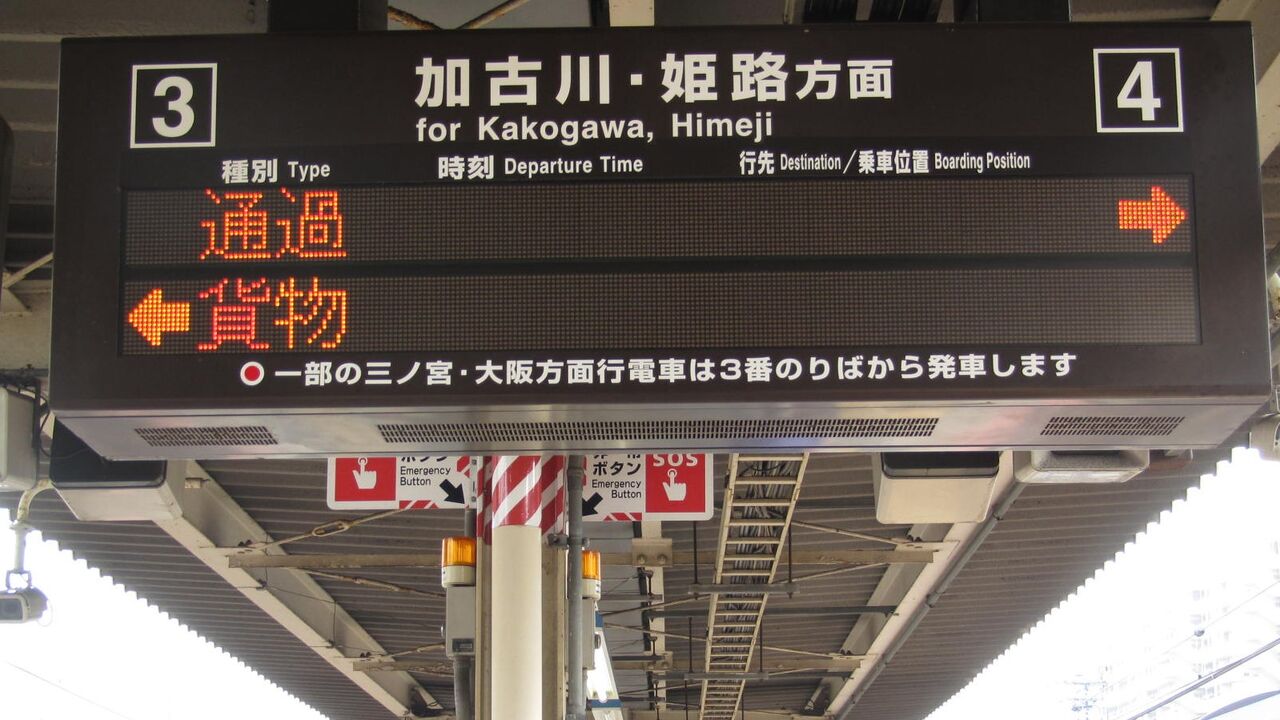 3
加古川・姫路方面
for Kakogawa, Himeji
4
種別 Type 時刻 Departure Time 行先 Destination／乗車位置 Boarding Position
通過 →
← 貨物
●一部の三ノ宮・大阪方面行電車は3番のりばから発車します
ボタン
Emergency
Button
ボタン
Emergency
Button
SOS